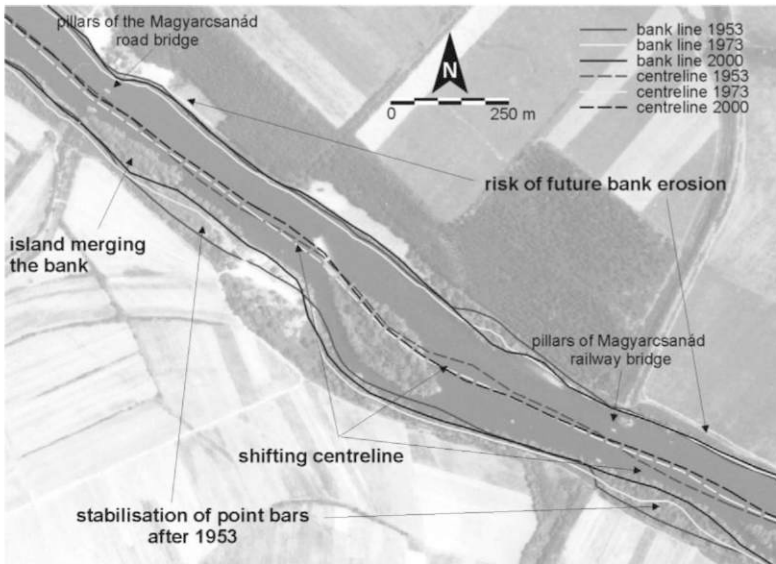 pillars of the Magyarcsanád
road bridge
N
0 250 m
bank line 1953
bank line 1973
bank line 2000
centreline 1953
centreline 1973
centreline 2000
risk of future bank erosion
island merging
the bank
pillars of Magyarcsanád
railway bridge
shifting centreline
stabilisation of point bars
after 1953